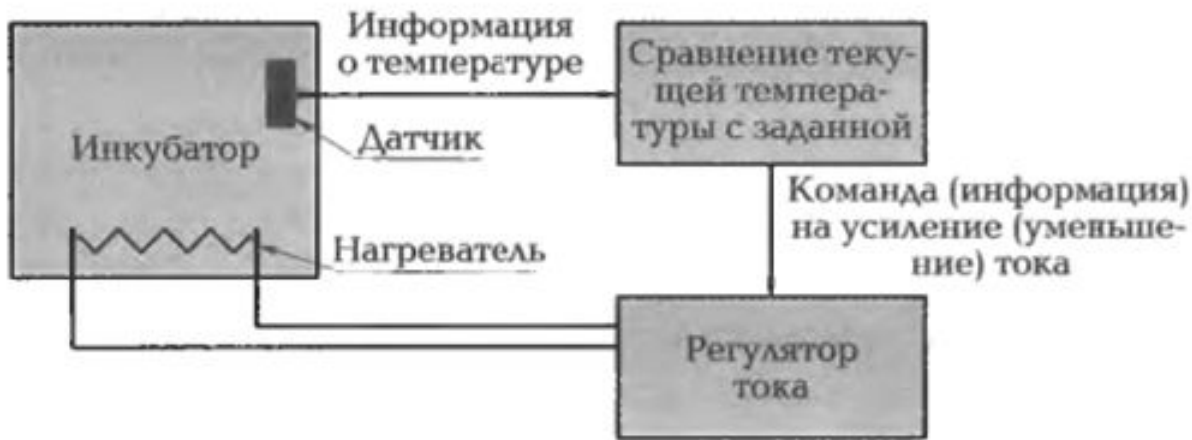 Информация
о температуре
Сравнение теку-
щей темпера-
туры с заданной
Датчик
Инкубатор
Команда (информация)
на усиление (уменьше-
ние) тока
Нагреватель
Регулятор
тока